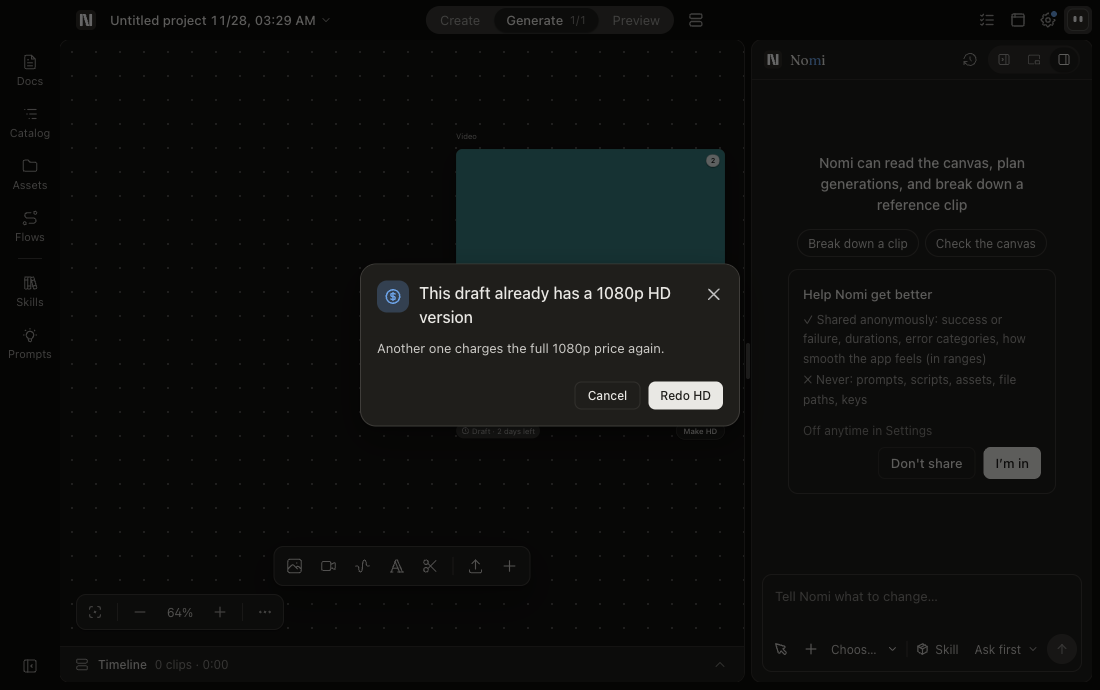 Untitled project 11/28, 03:29 AM
Create
Generate 1/1
Preview
Docs
Catalog
Assets
Flows
Skills
Prompts
Video
2
This draft already has a 1080p HD
version
Another one charges the full 1080p price again.
Cancel
Redo HD
Draft · 2 days left
Make HD
64%
Timeline 0 clips · 0:00
Nomi
Nomi can read the canvas, plan
generations, and break down a
reference clip
Break down a clip
Check the canvas
Help Nomi get better
✓ Shared anonymously: success or
failure, durations, error categories, how
smooth the app feels (in ranges)
✕ Never: prompts, scripts, assets, file
paths, keys
Off anytime in Settings
Don't share
I'm in
Tell Nomi what to change...
Choos...
Skill
Ask first